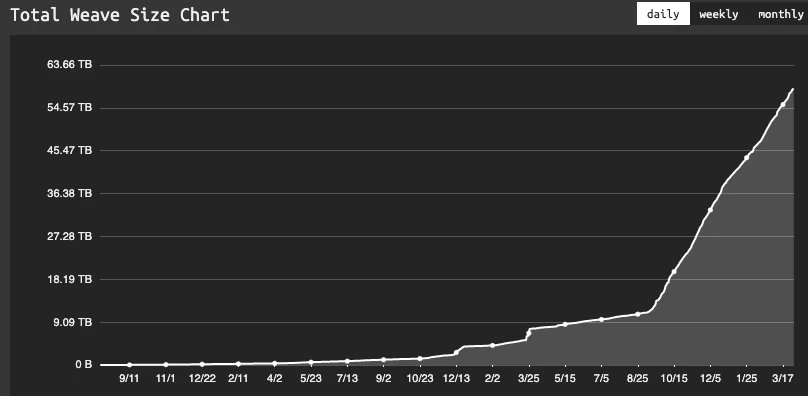 Total Weave Size Chart
daily weekly monthly
63.66 TB
54.57 TB
45.47 TB
36.38 TB
27.28 TB
18.19 TB
9.09 TB
0 B
9/11 11/1 12/22 2/11 4/2 5/23 7/13 9/2 10/23 12/13 2/2 3/25 5/15 7/5 8/25 10/15 12/5 1/25 3/17